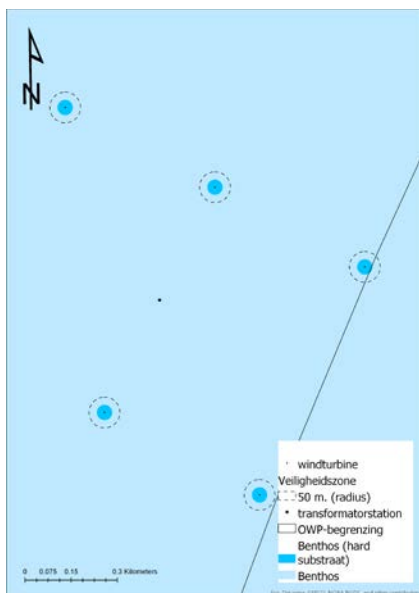 N
windturbine
Veiligheidszone
50 m. (radius)
transformatorstation
OWP-begrenzing
Benthos (hard
substraat)
Benthos
0 0.075 0.15 0.3 Kilometers